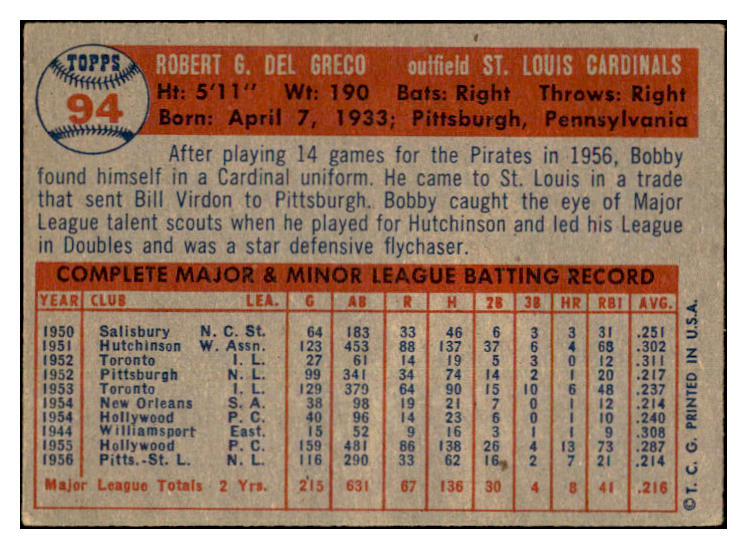 TOPPS
94
ROBERT G. DEL GRECO outfield ST. LOUIS CARDINALS
Ht: 5'11" Wt: 190 Bats: Right Throws: Right
Born: April 7, 1933; Pittsburgh, Pennsylvania
After playing 14 games for the Pirates in 1956, Bobby
found himself in a Cardinal uniform. He came to St. Louis in a trade
that sent Bill Virdon to Pittsburgh. Bobby caught the eye of Major
League talent scouts when he played for Hutchinson and led his League
in Doubles and was a star defensive flychaser.
COMPLETE MAJOR & MINOR LEAGUE BATTING RECORD
YEAR CLUB LEA. G AB R H 2B 3B HR RBI AVG.
1950 Salisbury N. C. St. 64 183 33 46 6 3 3 31 .251
1951 Hutchinson W. Assn. 123 453 88 137 37 6 4 68 .302
1952 Toronto I. L. 27 61 14 19 5 3 0 12 .311
1952 Pittsburgh N. L. 99 341 34 74 14 2 1 20 .217
1953 Toronto I. L. 129 379 64 90 15 10 6 48 .237
1954 New Orleans S. A. 38 98 19 21 7 0 1 12 .214
1954 Hollywood P. C. 40 96 14 23 6 0 1 10 .240
1944 Williamsport East. 15 52 9 16 3 1 1 9 .308
1955 Hollywood P. C. 159 481 86 138 26 4 13 73 .287
1956 Pitts.-St. L. N. L. 116 290 33 62 16 2 7 21 .214
Major League Totals 2 Yrs. 215 631 67 136 30 4 8 41 .216
© T. C. G. PRINTED IN U.S.A.